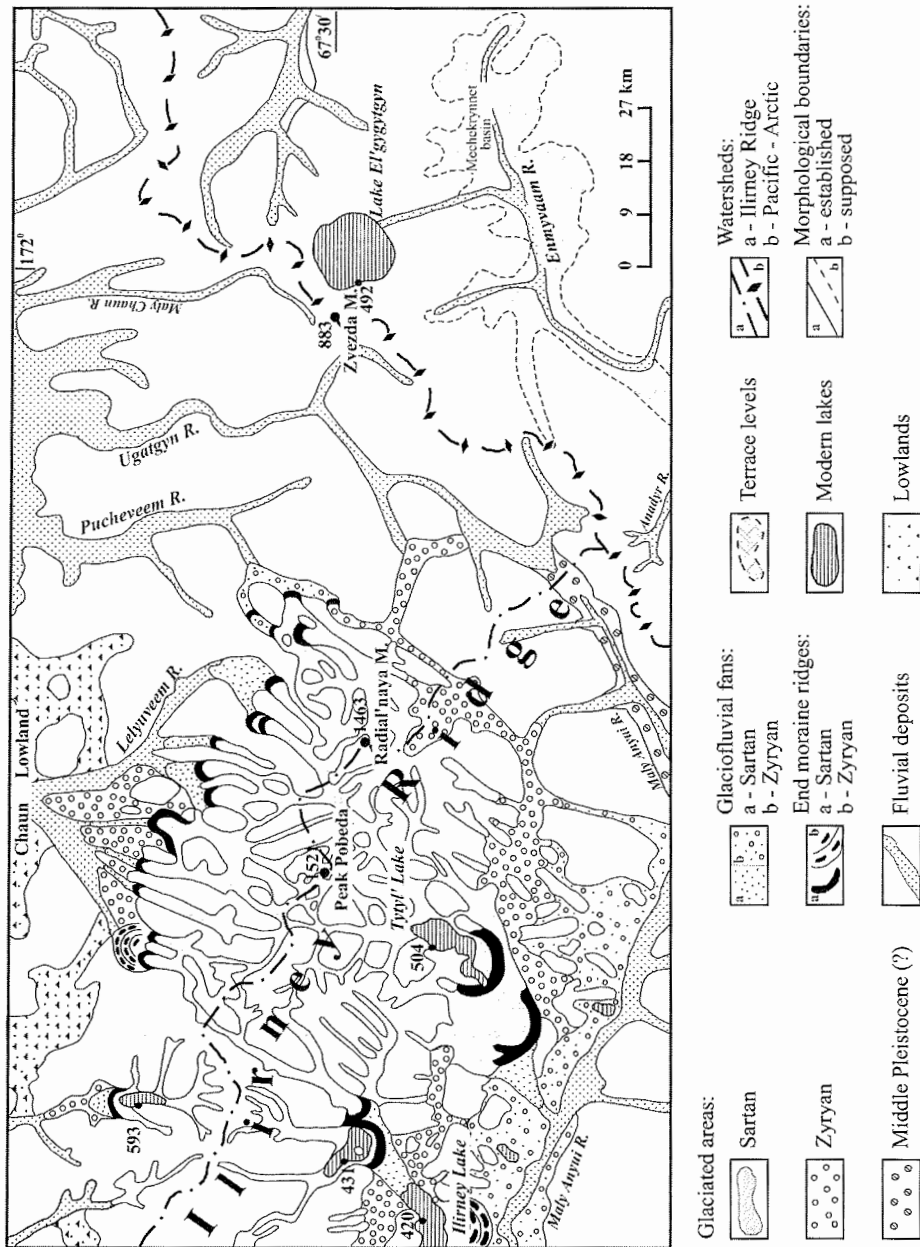 172°
67°30'
Chaun Lowland
Lelyuveem R.
Pucheveem R.
Ugatgyn R.
Maly Chaun R.
Lake El'gygytgyn
492
883
Zvezda M.
Mechekrynnet
basin
Enmyvaam R.
Anadyr R.
Maly Anyui R.
Radial'naya M.
1463
Peak Pobeda
Tytyl' Lake
504
593
431
420
Ilirney Lake
Maly Anyui R.
Ilirney Ridge
0 9 18 27 km
Glaciated areas:
Sartan
Zyryan
Middle Pleistocene (?)
Glaciofluvial fans:
a - Sartan
b - Zyryan
a
b
End moraine ridges:
a - Sartan
b - Zyryan
a
b
Fluvial deposits
Terrace levels
Modern lakes
Lowlands
Watersheds:
a - Ilirney Ridge
b - Pacific - Arctic
a
b
Morphological boundaries:
a - established
b - supposed
a
b